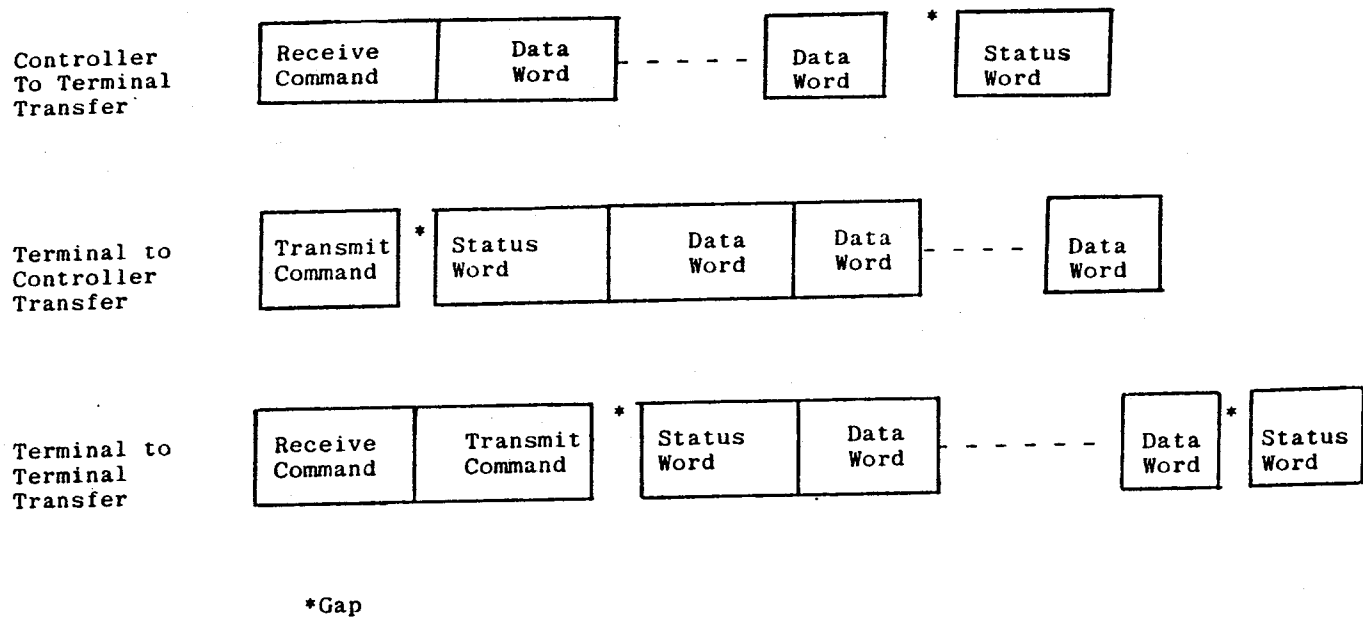 Controller
To Terminal
Transfer
Receive
Command
Data
Word
Data
Word
*
Status
Word
Terminal to
Controller
Transfer
Transmit
Command
*
Status
Word
Data
Word
Data
Word
Data
Word
Terminal to
Terminal
Transfer
Receive
Command
Transmit
Command
*
Status
Word
Data
Word
Data
Word
*
Status
Word
*Gap